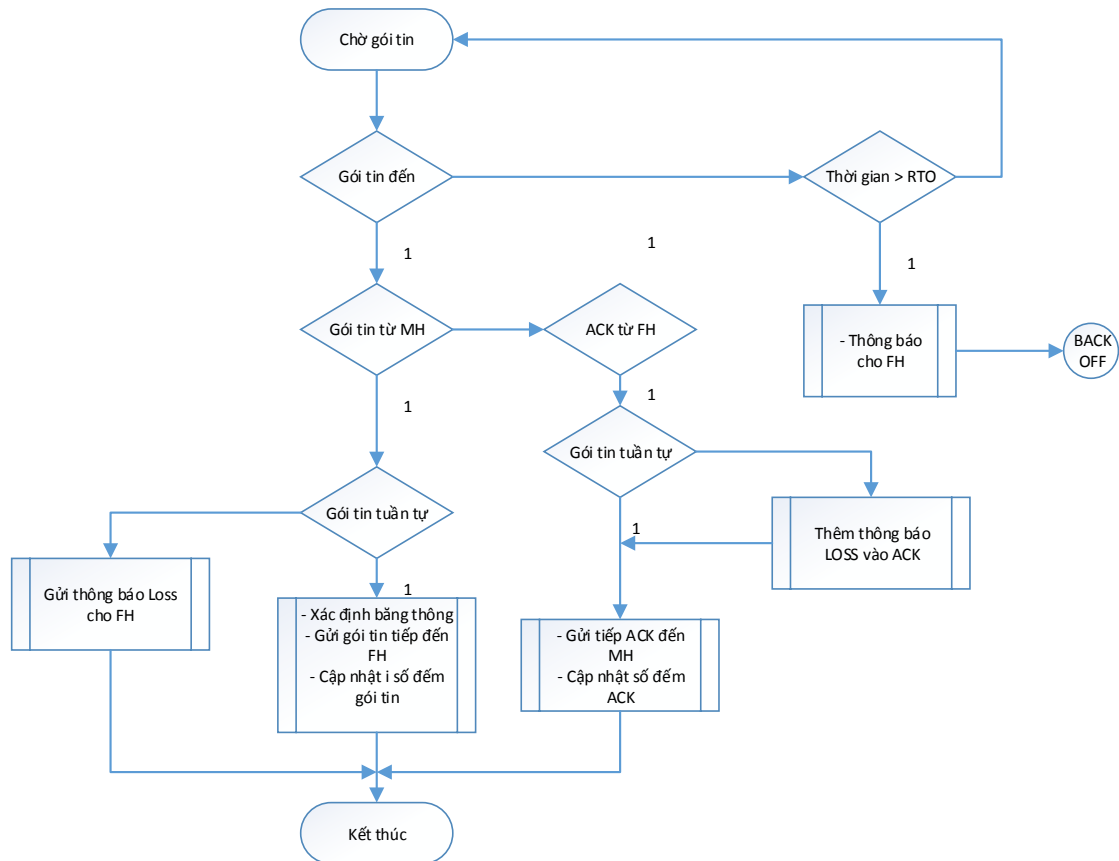 Chờ gói tin
Gói tin đến
Thời gian > RTO
1
1
1
Gói tin từ MH
ACK từ FH
- Thông báo
cho FH
BACK
OFF
1
1
Gói tin tuần tự
Gói tin tuần tự
Thêm thông báo
LOSS vào ACK
1
Gửi thông báo Loss
cho FH
1
- Xác định băng thông
- Gửi gói tin tiếp đến
FH
- Cập nhật i số đếm
gói tin
- Gửi tiếp ACK đến
MH
- Cập nhật số đếm
ACK
Kết thúc